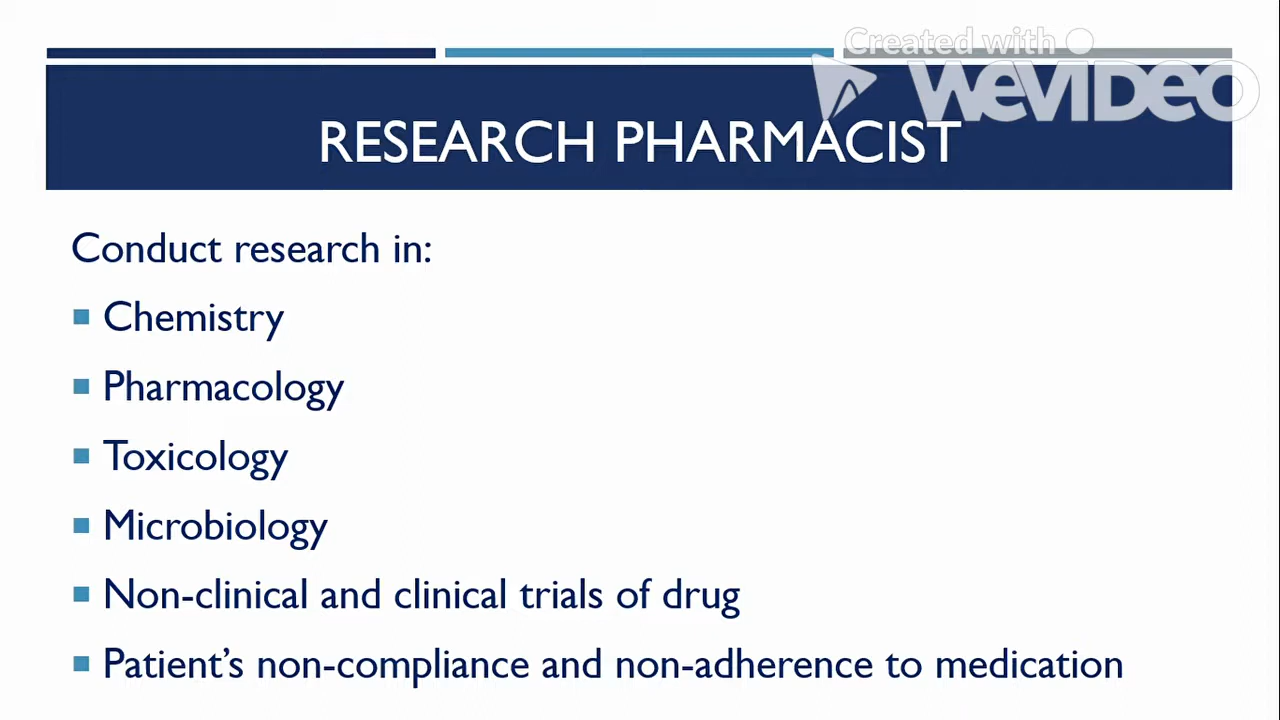 Created with
WEVIDEO
RESEARCH PHARMACIST
Conduct research in:
Chemistry
Pharmacology
Toxicology
Microbiology
Non-clinical and clinical trials of drug
Patient’s non-compliance and non-adherence to medication